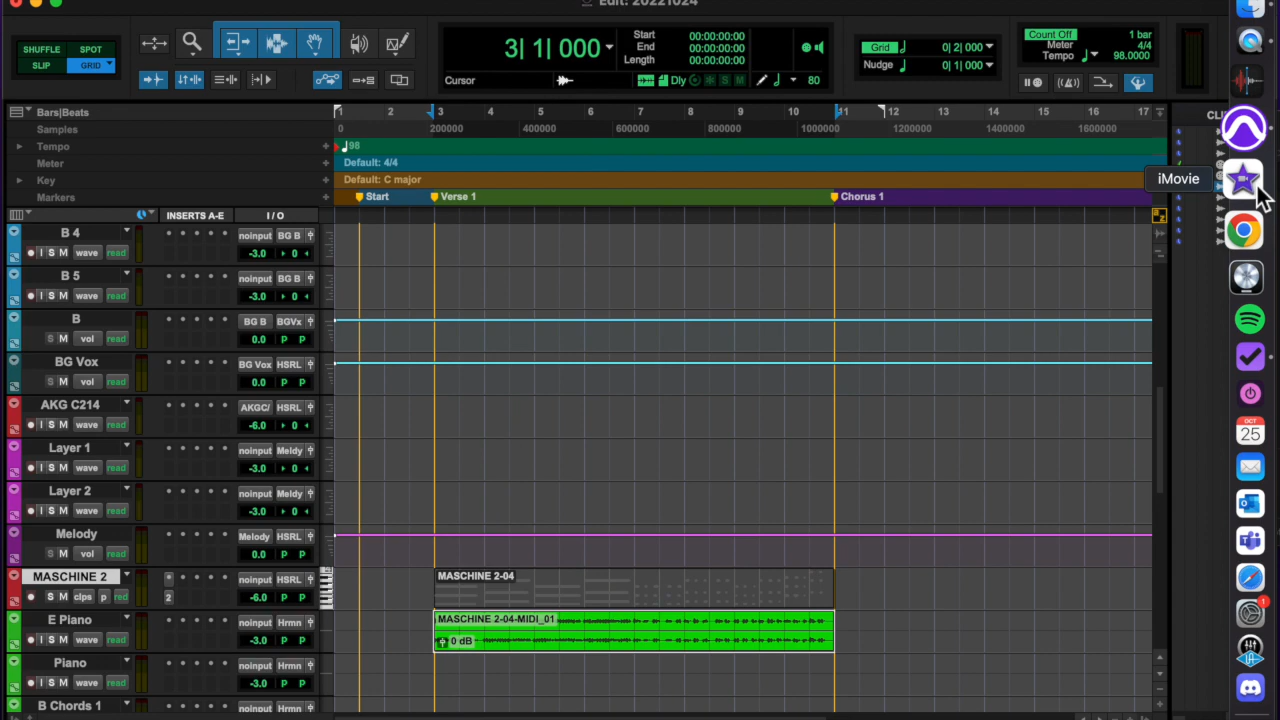 Edit: 20221024
SHUFFLE SPOT
SLIP GRID
3| 1| 000
Cursor
Start 00:00:00:00
End 00:00:00:00
Length 00:00:00:00
Dly S M 80
Grid 0| 2| 000
Nudge 0| 1| 000
Count Off 1 bar
Meter 4/4
Tempo 98.0000
Bars|Beats 1 2 3 4 5 6 7 8 9 10 11 12 13 14 15 16 17
Samples 0 200000 400000 600000 800000 1000000 1200000 1400000 1600000
Tempo + 98
Meter + Default: 4/4
Key + Default: C major
Markers + Start Verse 1 Chorus 1
iMovie
INSERTS A-E I / O
B 4 noinput BG B
I S M wave read -3.0 0
B 5 noinput BG B
I S M wave read -3.0 0
B BG B BGVx
S M vol read 0.0 P P
BG Vox BG Vox HSRL
S M vol read 0.0 P P
AKG C214 AKGC/ HSRL
I S M wave read -6.0 0
Layer 1 noinput Meldy
I S M wave read -3.0 0
Layer 2 noinput Meldy
I S M wave read -3.0 0
Melody Melody HSRL
S M vol read 0.0 P P
MASCHINE 2 noinput HSRL MASCHINE 2-04
S M clps p red 2 -6.0 P P
E Piano noinput Hrmn MASCHINE 2-04-MIDI_01
I S M wave read -3.0 P P 0 dB
Piano noinput Hrmn
I S M wave read -3.0 P P
B Chords 1 noinput Hrmn
OCT
25
1